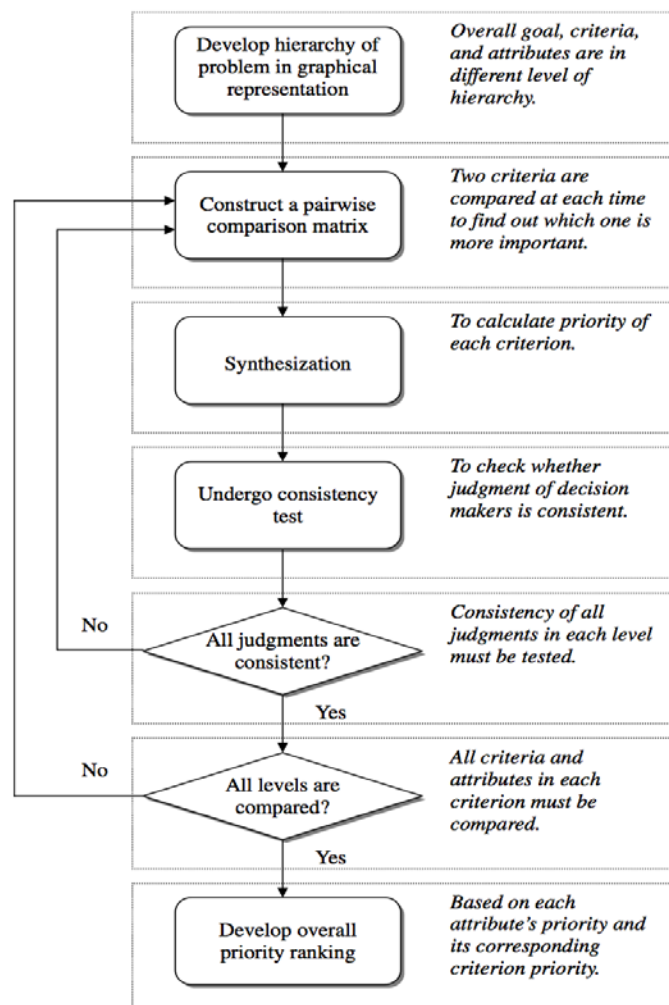 Develop hierarchy of
problem in graphical
representation
Overall goal, criteria,
and attributes are in
different level of
hierarchy.
Construct a pairwise
comparison matrix
Two criteria are
compared at each time
to find out which one is
more important.
Synthesization
To calculate priority of
each criterion.
Undergo consistency
test
To check whether
judgment of decision
makers is consistent.
No
All judgments are
consistent?
Consistency of all
judgments in each level
must be tested.
Yes
No
All levels are
compared?
All criteria and
attributes in each
criterion must be
compared.
Yes
Develop overall
priority ranking
Based on each
attribute's priority and
its corresponding
criterion priority.